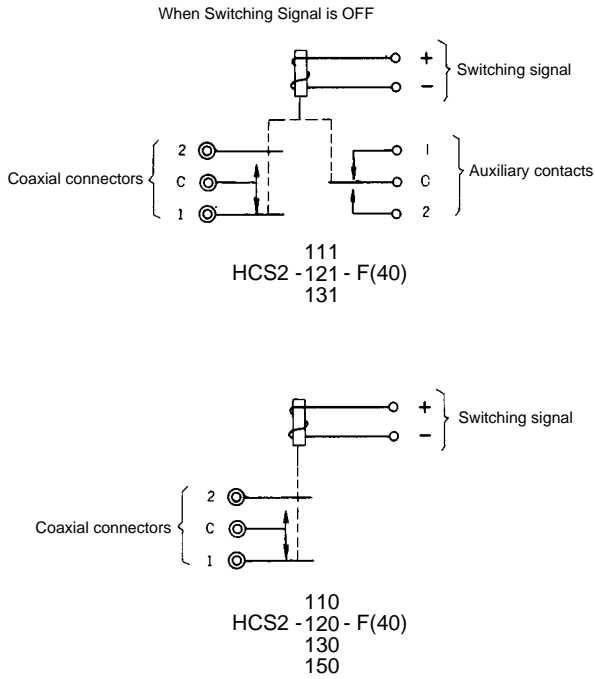 When Switching Signal is OFF
+
Switching signal
−
2
1
Coaxial connectors
C
C
Auxiliary contacts
1
2
111
HCS2 - 121 - F(40)
131
+
Switching signal
−
2
Coaxial connectors
C
1
110
HCS2 - 120 - F(40)
130
150